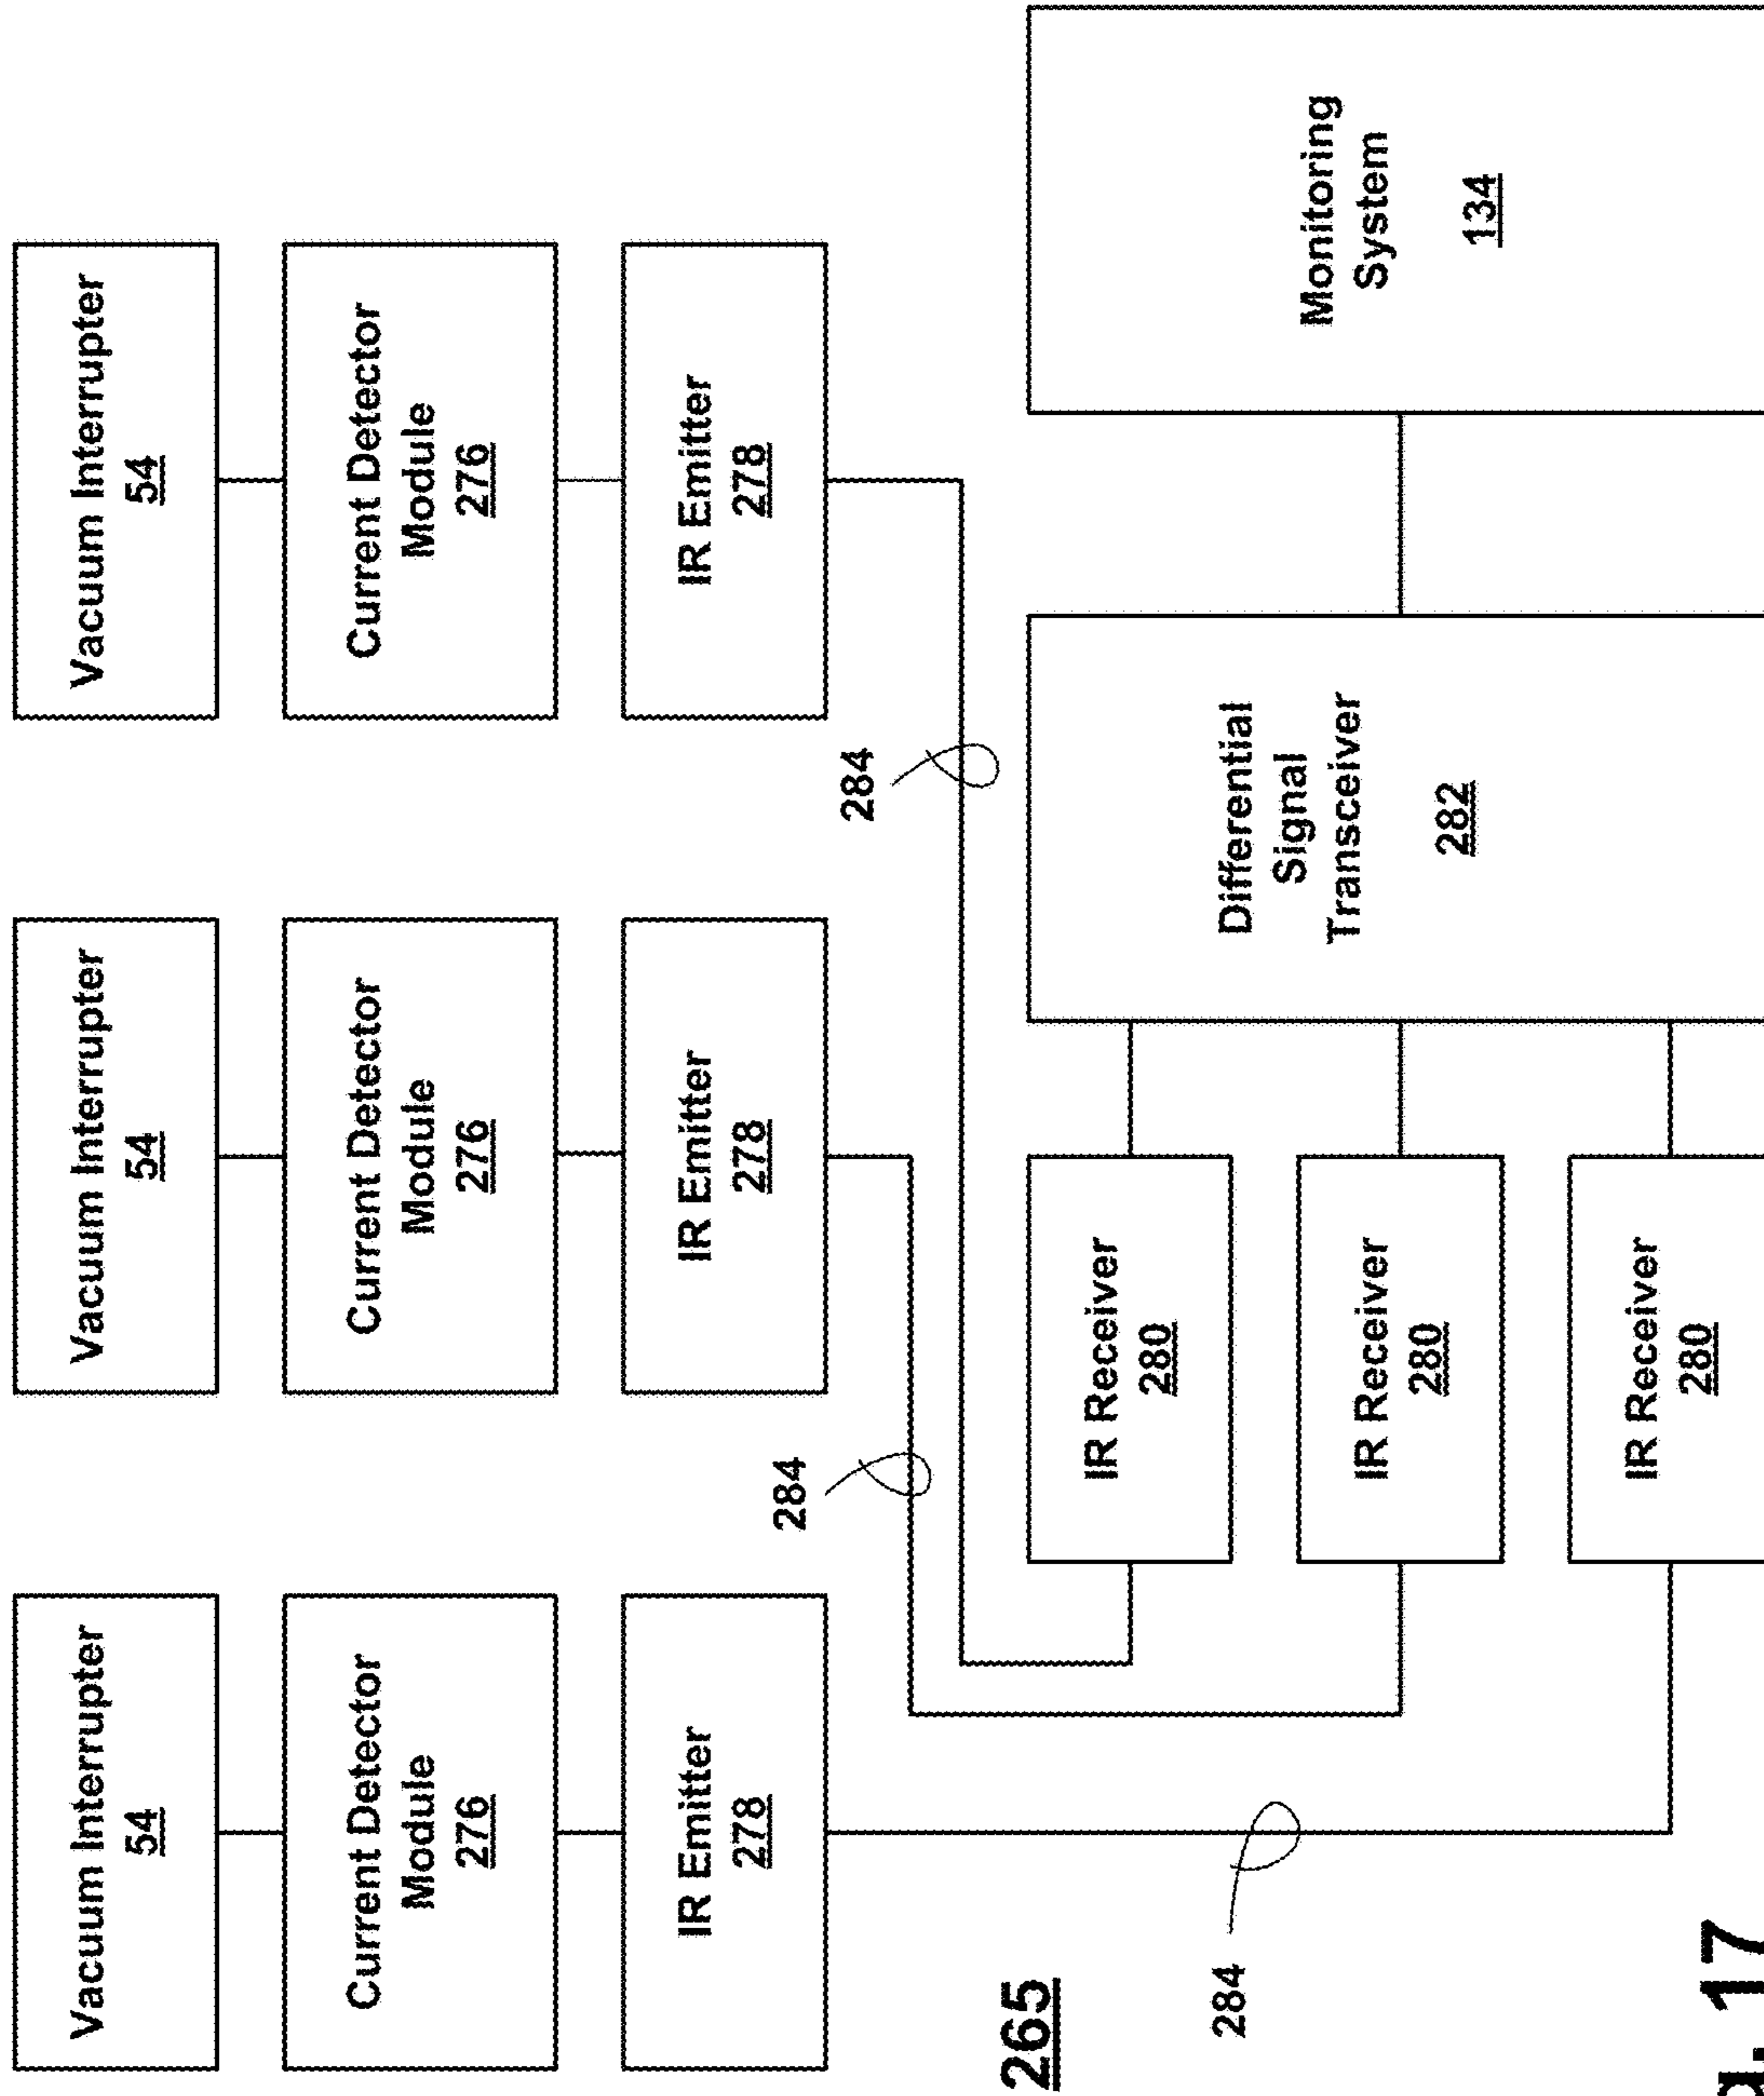 Vacuum Interrupter
54
Vacuum Interrupter
54
Vacuum Interrupter
54
Current Detector
Module
276
Current Detector
Module
276
Current Detector
Module
276
IR Emitter
278
IR Emitter
278
IR Emitter
278
284
284
265
284
IR Receiver
280
IR Receiver
280
IR Receiver
280
Differential
Signal
Transceiver
282
Monitoring
System
134
g. 17